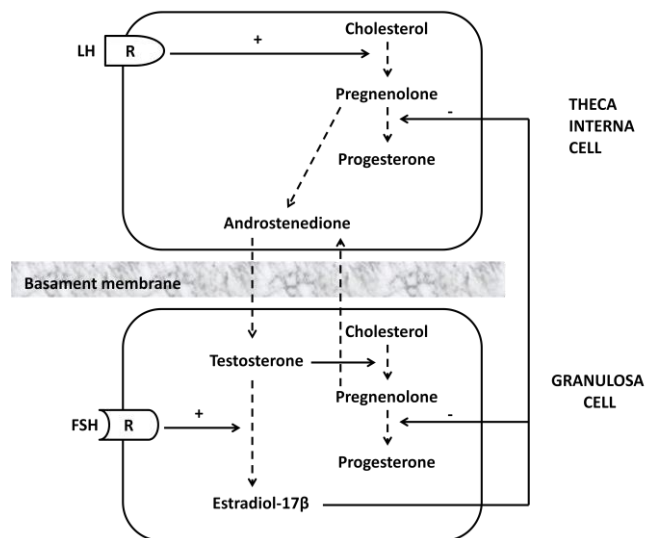 Cholesterol
LH
R
+
Pregnenolone
-
THECA
INTERNA
CELL
Progesterone
Androstenedione
Basament membrane
Cholesterol
Testosterone
Pregnenolone
GRANULOSA
CELL
FSH
R
+
-
Progesterone
Estradiol-17β